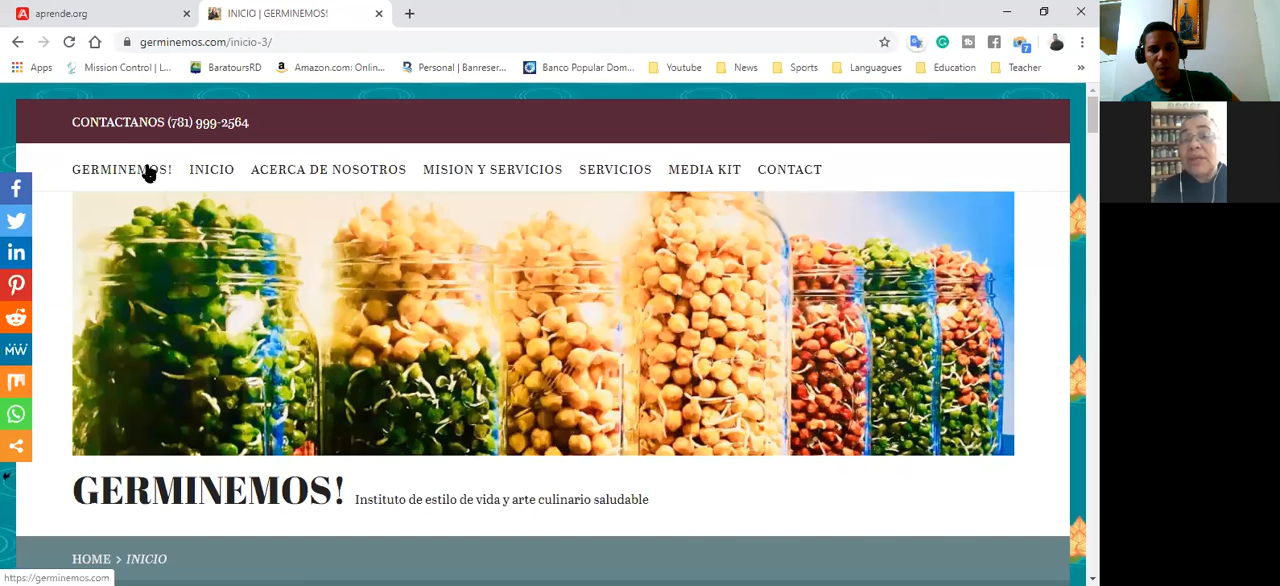 aprende.org
INICIO | GERMINEMOS!
germinemos.com/inicio-3/
7
Apps Mission Control | L... BaratoursRD Amazon.com: Onlin... Personal | Banreser... Banco Popular Dom... Youtube News Sports Languagues Education Teacher »
CONTACTANOS (781) 999-2564
GERMINEMOS! INICIO ACERCA DE NOSOTROS MISION Y SERVICIOS SERVICIOS MEDIA KIT CONTACT
MW
GERMINEMOS! Instituto de estilo de vida y arte culinario saludable
HOME > INICIO
https://germinemos.com